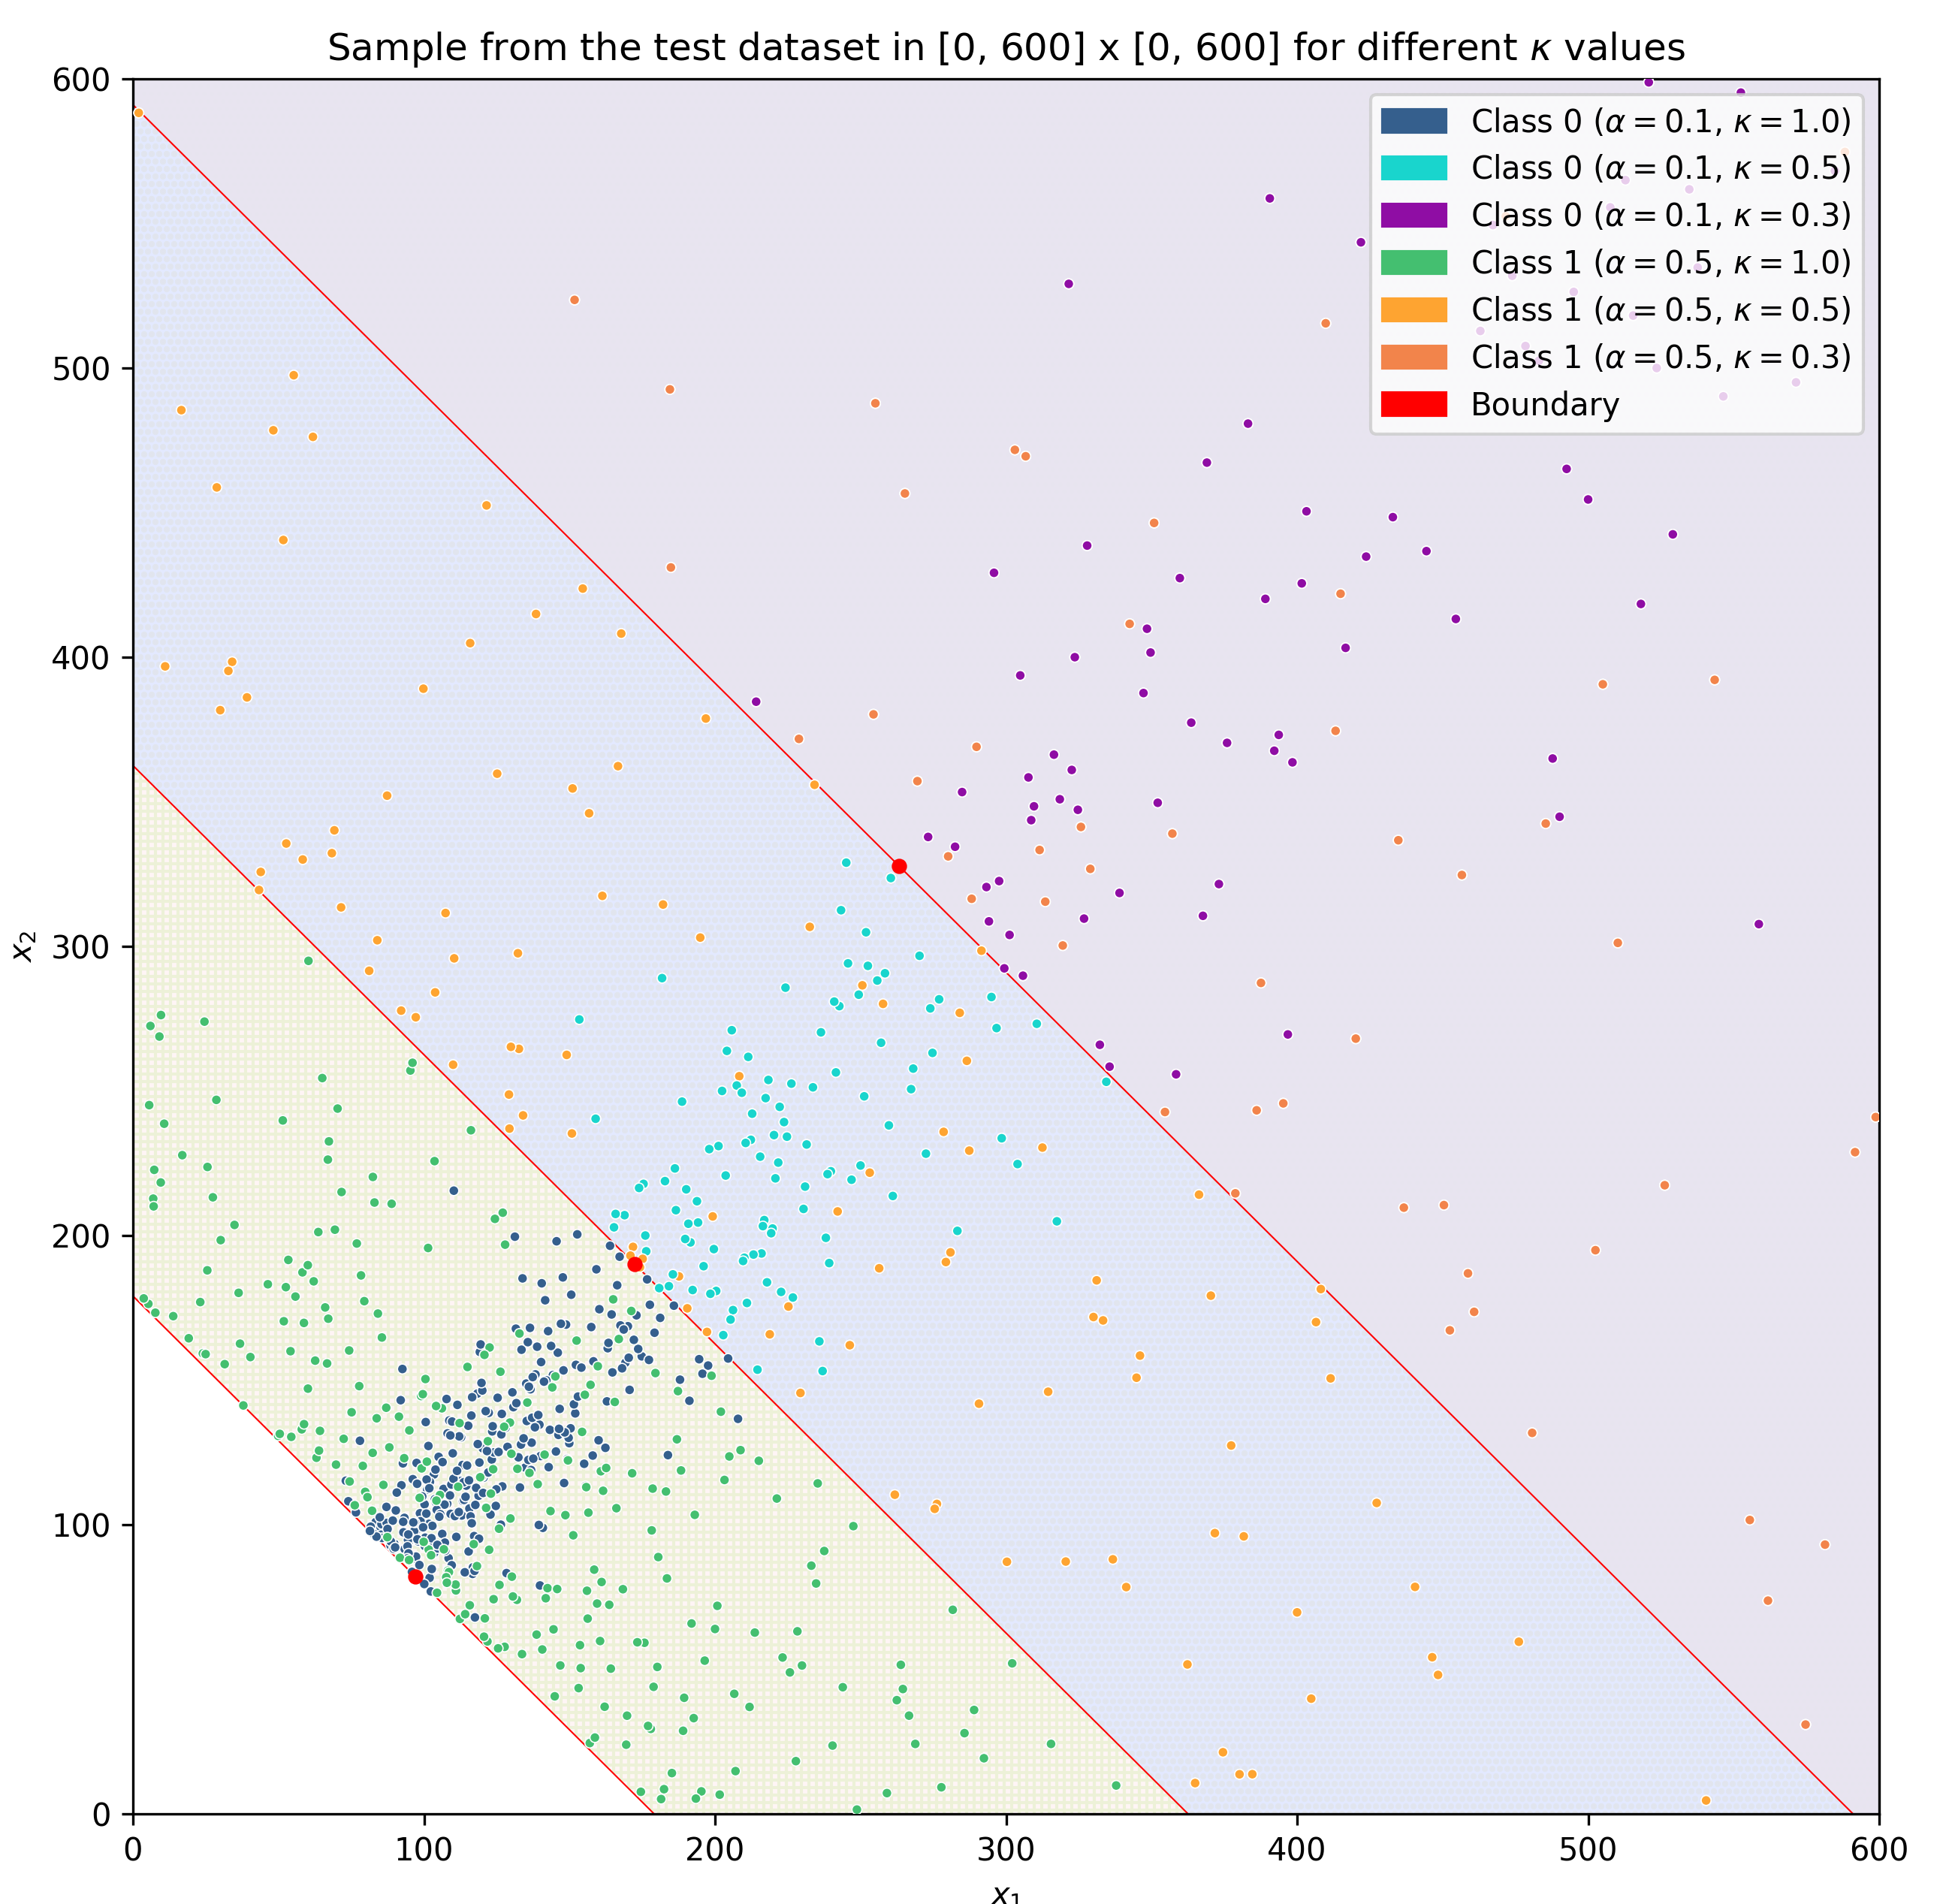 Sample from the test dataset in [0, 600] x [0, 600] for different κ values
600
500
400
300
200
100
0
x₂
Class 0 (α = 0.1, κ = 1.0)
Class 0 (α = 0.1, κ = 0.5)
Class 0 (α = 0.1, κ = 0.3)
Class 1 (α = 0.5, κ = 1.0)
Class 1 (α = 0.5, κ = 0.5)
Class 1 (α = 0.5, κ = 0.3)
Boundary
0 100 200 300 400 500 600
x₁